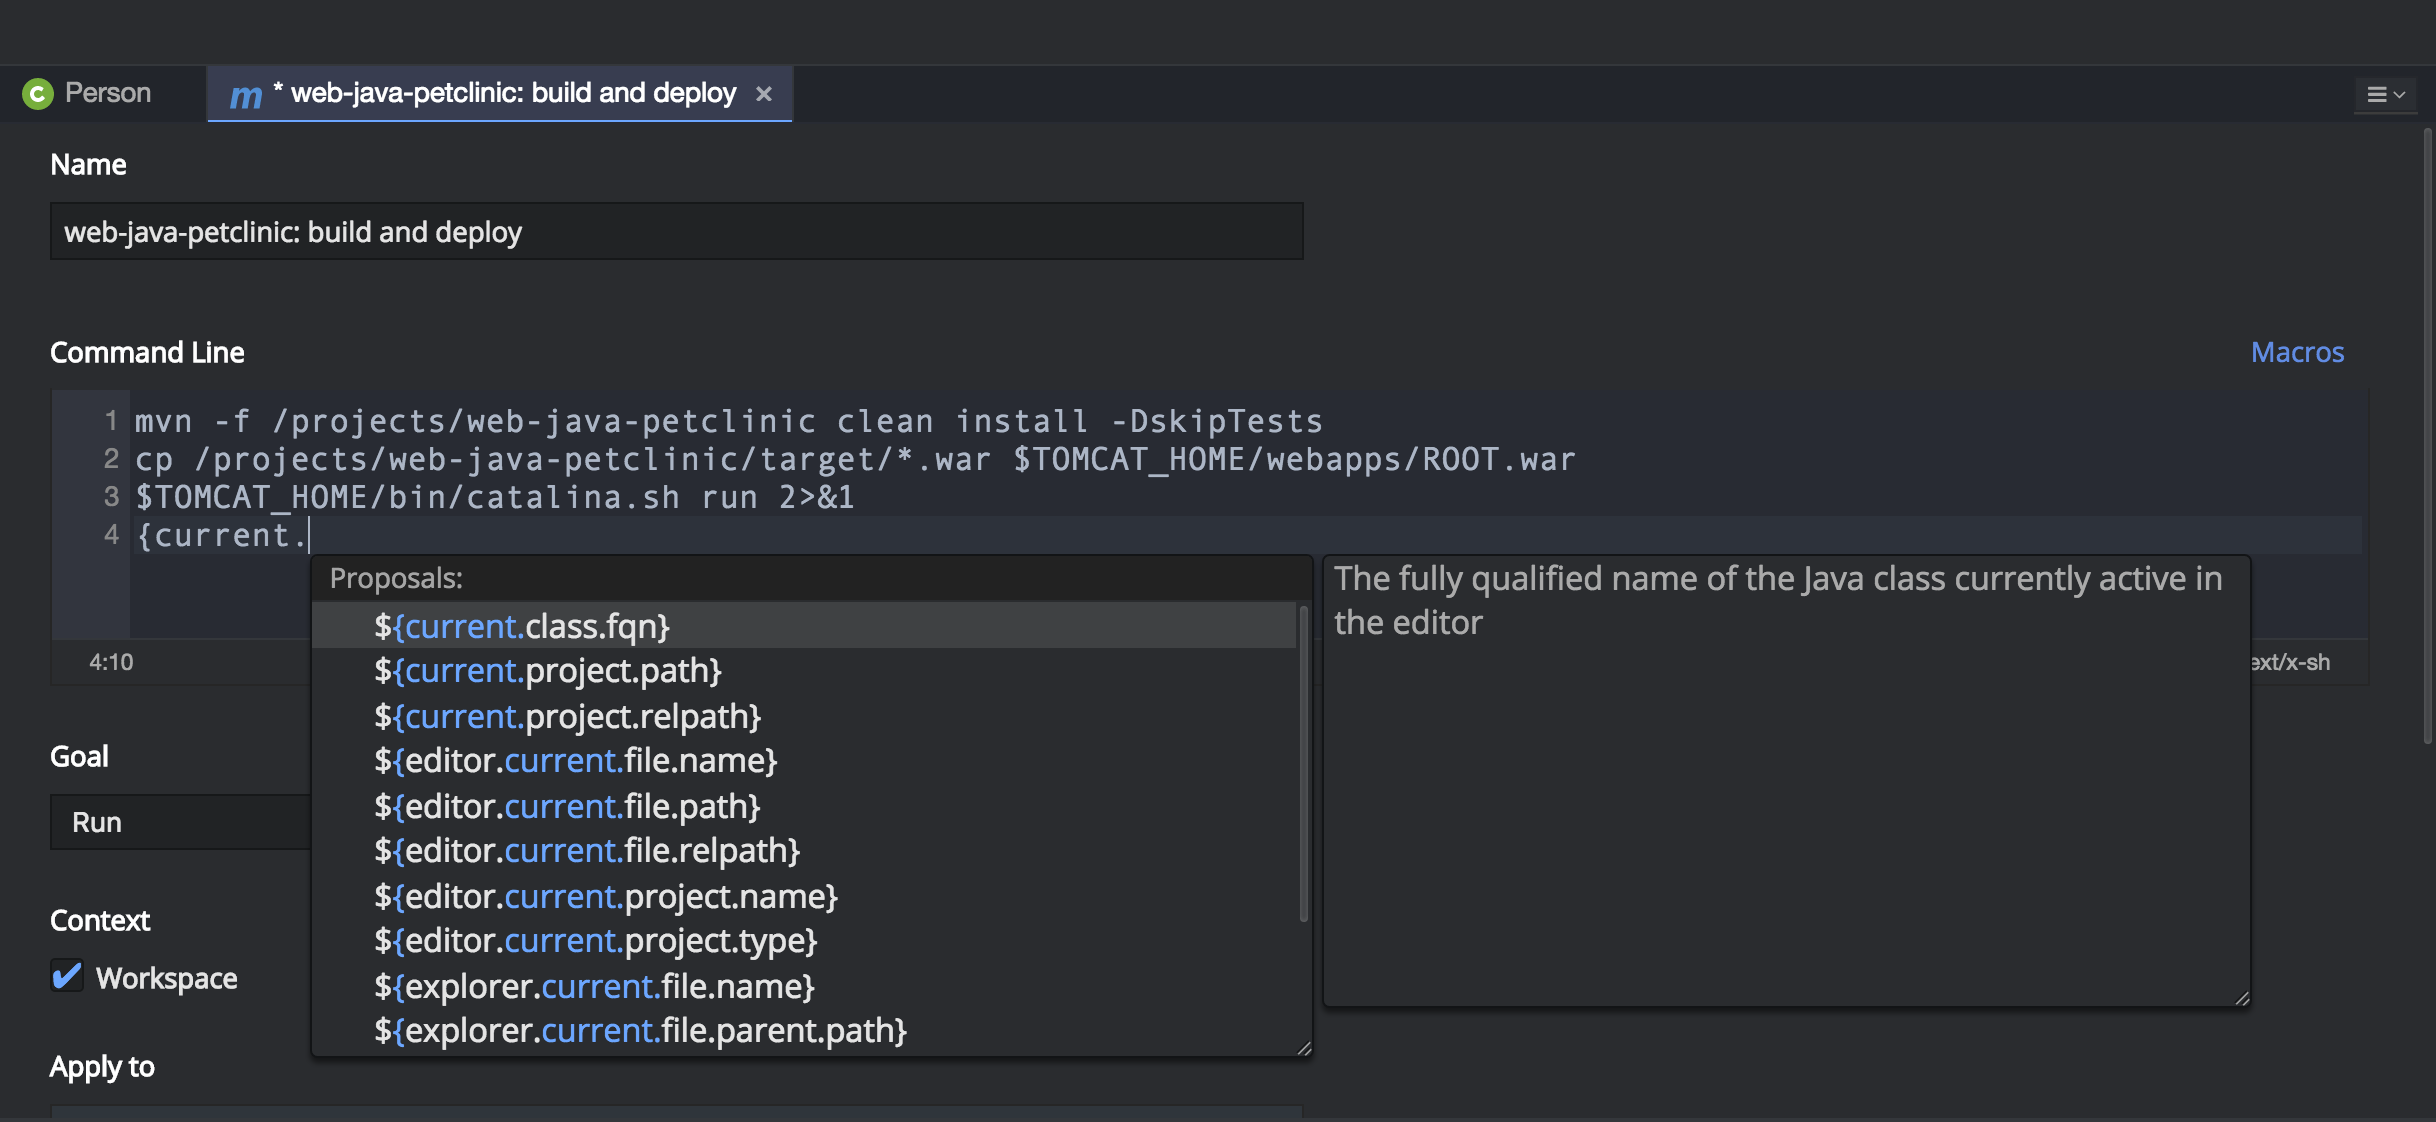 Person
m * web-java-petclinic: build and deploy ×
Name
web-java-petclinic: build and deploy
Command Line
Macros
1 mvn -f /projects/web-java-petclinic clean install -DskipTests
2 cp /projects/web-java-petclinic/target/*.war $TOMCAT_HOME/webapps/ROOT.war
3 $TOMCAT_HOME/bin/catalina.sh run 2>&1
4 {current.
Proposals:
${current.class.fqn}
${current.project.path}
${current.project.relpath}
${editor.current.file.name}
${editor.current.file.path}
${editor.current.file.relpath}
${editor.current.project.name}
${editor.current.project.type}
${explorer.current.file.name}
${explorer.current.file.parent.path}
The fully qualified name of the Java class currently active in
the editor
4:10
ext/x-sh
Goal
Run
Context
Workspace
Apply to